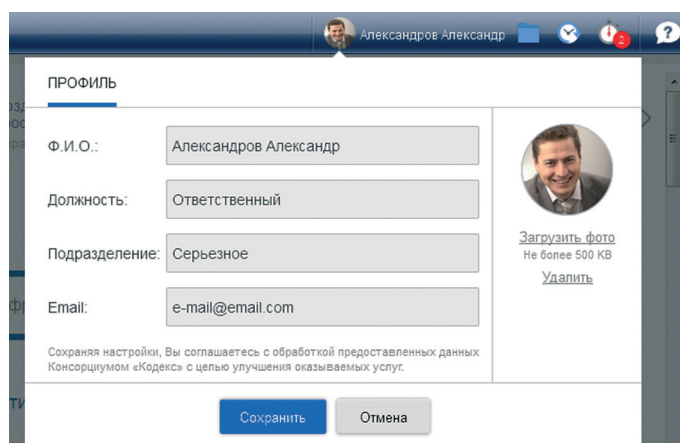 Александров Александр
2
?
ПРОФИЛЬ
Ф.И.О.:
Александров Александр
Должность:
Ответственный
Подразделение:
Серьезное
Email:
e-mail@email.com
Загрузить фото
Не более 500 KB
Удалить
Сохраняя настройки, Вы соглашаетесь с обработкой предоставленных данных
Консорциумом «Кодекс» с целью улучшения оказываемых услуг.
Сохранить
Отмена